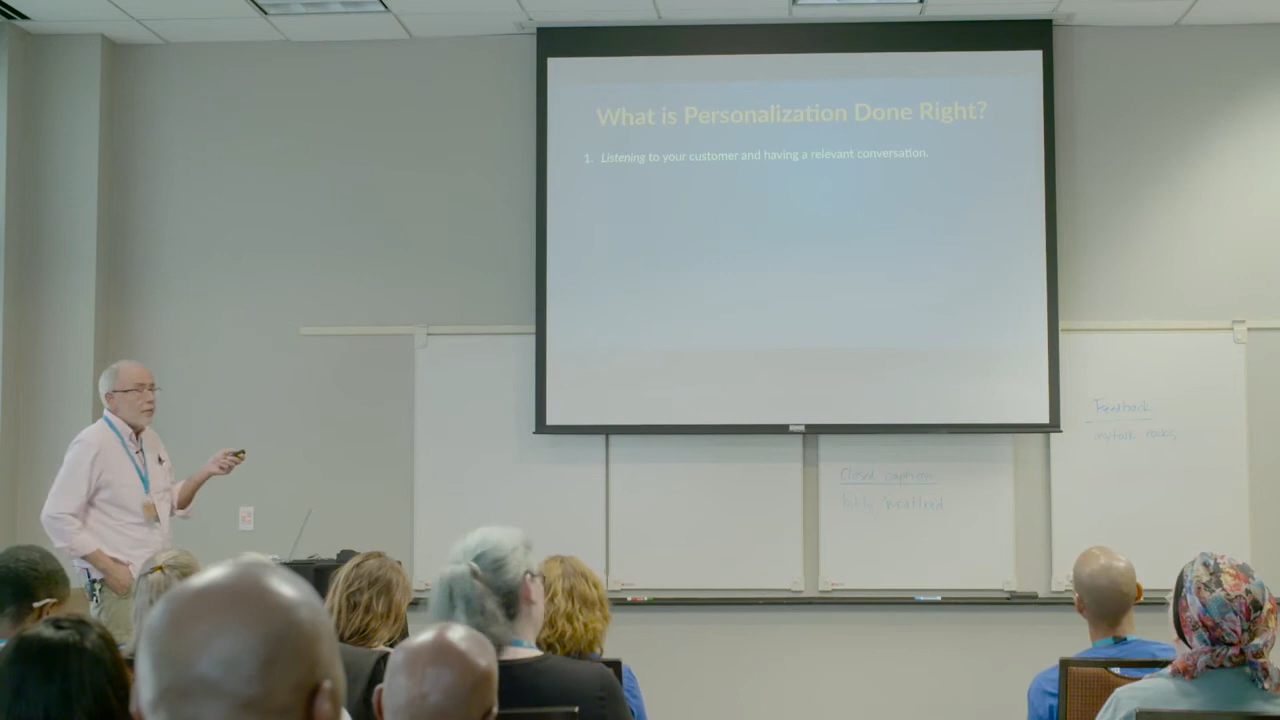 What is Personalization Done Right?
1. Listening to your customer and having a relevant conversation.
Feedback
Closed caption